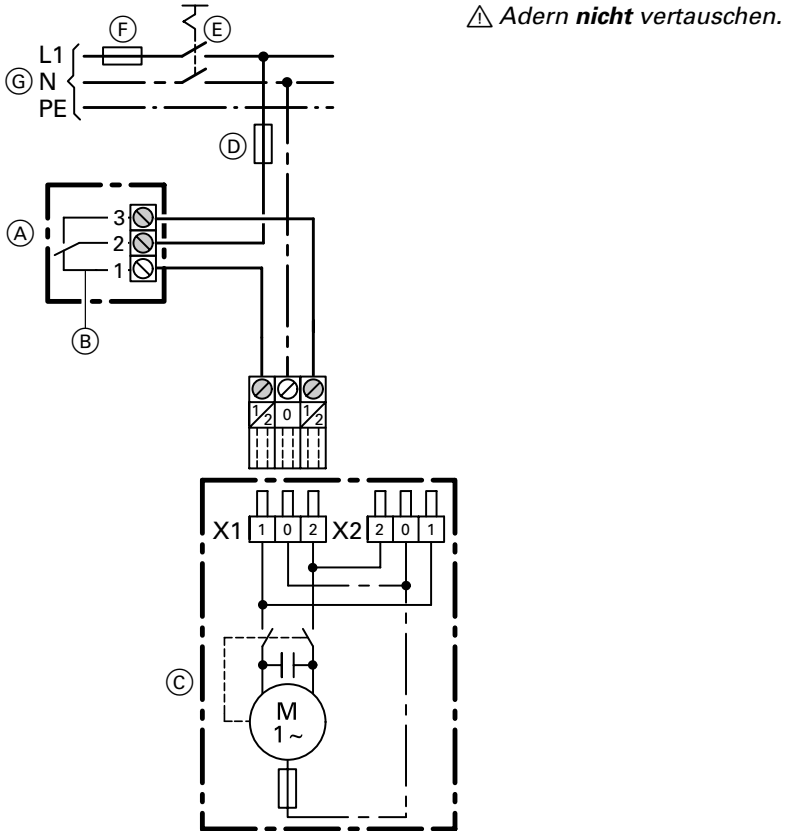 ⚠ Adern nicht vertauschen.
F
E
L1
G N
PE
D
A
3
2
1
B
1/2 0 1/2
X1 1 0 2 X2 2 0 1
C
M
1 ~